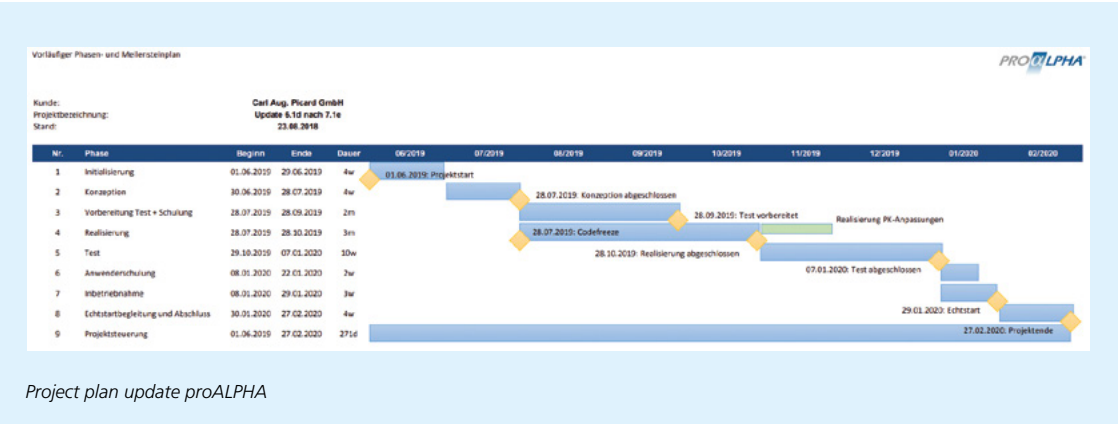 Vorläufiger Phasen- und Meilensteinplan
PROALPHA
Kunde: Carl Aug. Picard GmbH
Projektbezeichnung: Update 6.1d nach 7.1e
Stand: 23.08.2018
Nr. Phase Beginn Ende Dauer 06/2019 07/2019 08/2019 09/2019 10/2019 11/2019 12/2019 01/2020 02/2020
1 Initialisierung 01.06.2019 29.06.2019 4w 01.06.2019: Projektstart
2 Konzeption 30.06.2019 28.07.2019 4w 28.07.2019: Konzeption abgeschlossen
3 Vorbereitung Test + Schulung 28.07.2019 28.09.2019 2m 28.09.2019: Test vorbereitet Realisierung PK-Anpassungen
4 Realisierung 28.07.2019 28.10.2019 3m 28.07.2019: Codefreeze
5 Test 29.10.2019 07.01.2020 10w 28.10.2019: Realisierung abgeschlossen
6 Anwenderschulung 08.01.2020 22.01.2020 2w 07.01.2020: Test abgeschlossen
7 Inbetriebnahme 08.01.2020 29.01.2020 3w
8 Echtstartbegleitung und Abschluss 30.01.2020 27.02.2020 4w 29.01.2020: Echtstart
9 Projektsteuerung 01.06.2019 27.02.2020 271d 27.02.2020: Projektende
Project plan update proALPHA